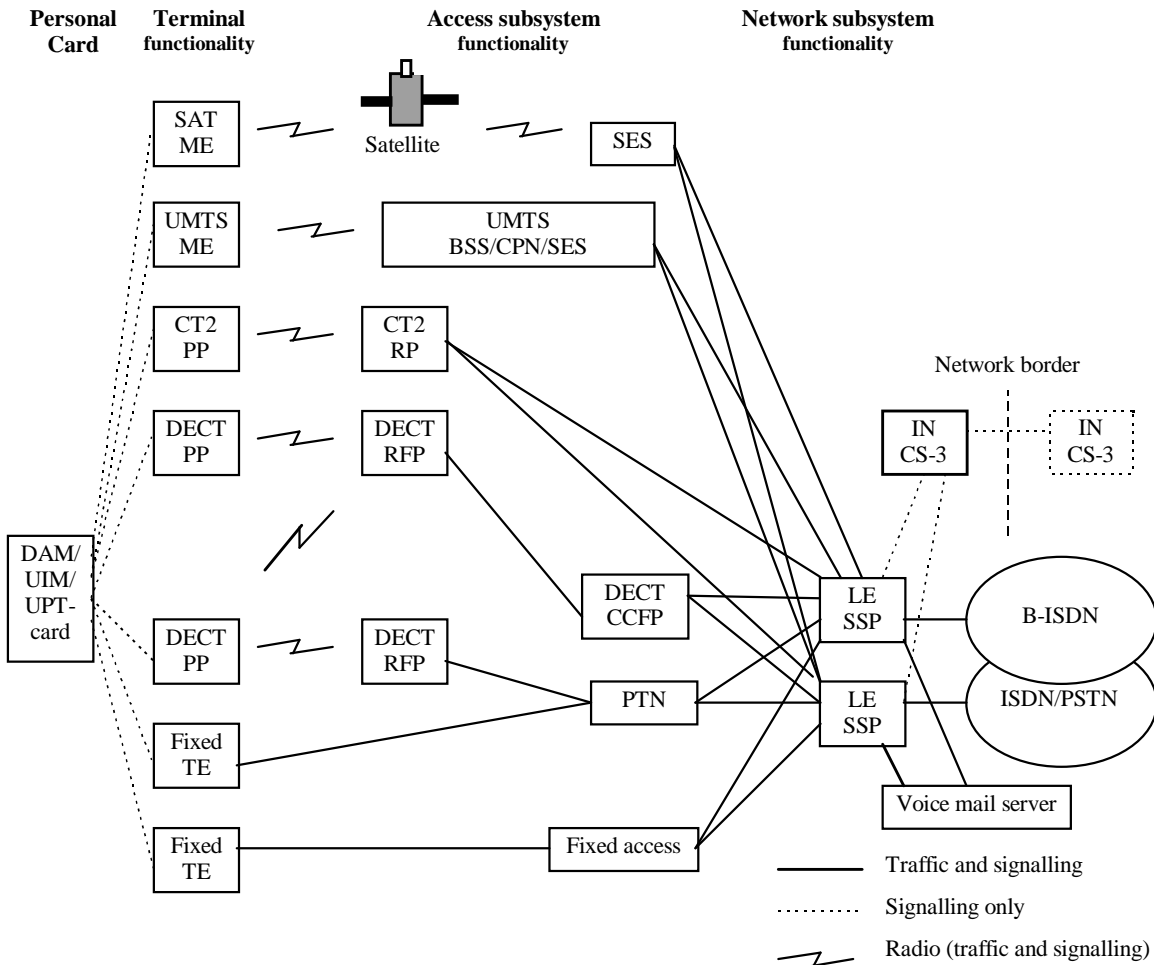 Personal
Card
Terminal
functionality
Access subsystem
functionality
Network subsystem
functionality
SAT
ME
Satellite
SES
UMTS
ME
UMTS
BSS/CPN/SES
CT2
PP
CT2
RP
Network border
DECT
PP
DECT
RFP
IN
CS-3
IN
CS-3
DAM/
UIM/
UPT-
card
DECT
CCFP
LE
SSP
B-ISDN
DECT
PP
DECT
RFP
PTN
LE
SSP
ISDN/PSTN
Fixed
TE
Voice mail server
Fixed
TE
Fixed access
Traffic and signalling
Signalling only
Radio (traffic and signalling)